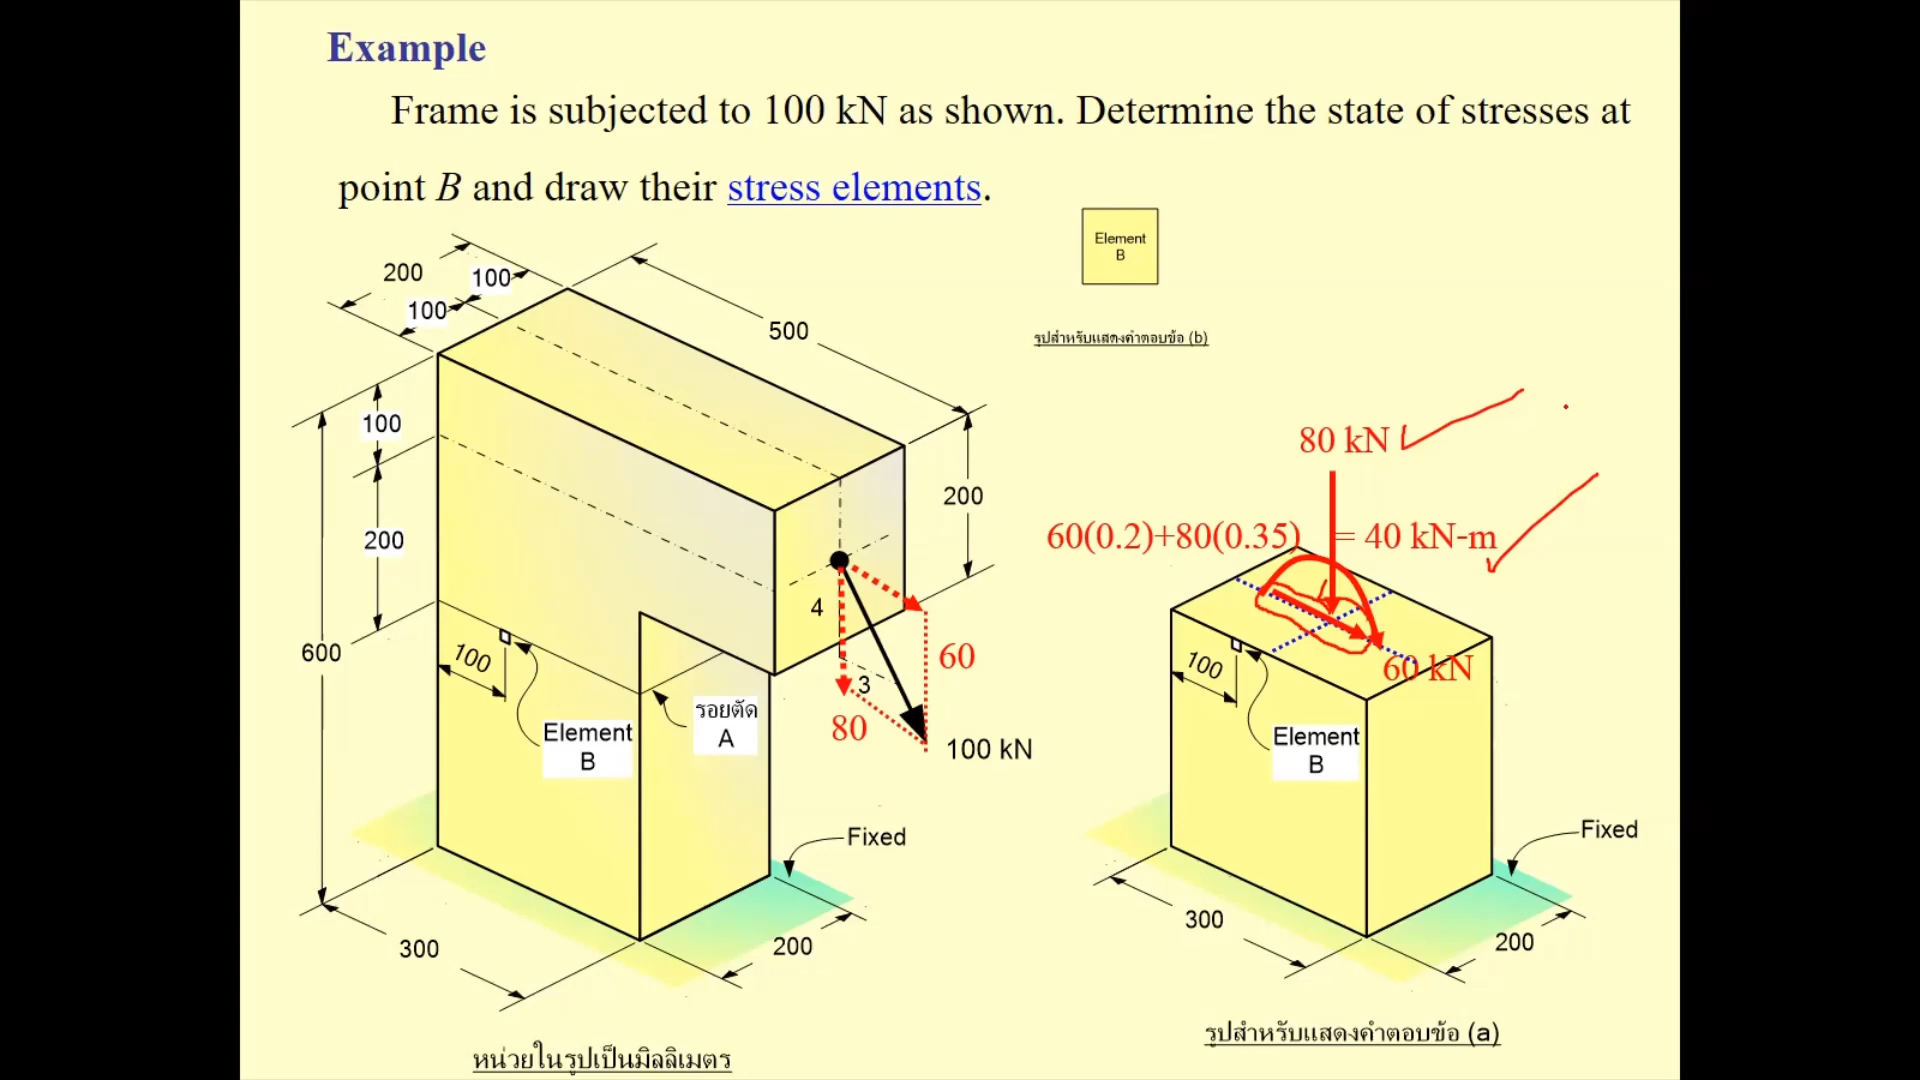 Example
Frame is subjected to 100 kN as shown. Determine the state of stresses at
point B and draw their stress elements.
Element
B
รูปสำหรับแสดงคำตอบข้อ (b)
200
100
100
500
100
200
600
200
4
3
60
80
100 kN
100
Element
B
รอยตัด
A
Fixed
300
200
หน่วยในรูปเป็นมิลลิเมตร
80 kN
60(0.2)+80(0.35) = 40 kN-m
60 kN
100
Element
B
Fixed
300
200
รูปสำหรับแสดงคำตอบข้อ (a)